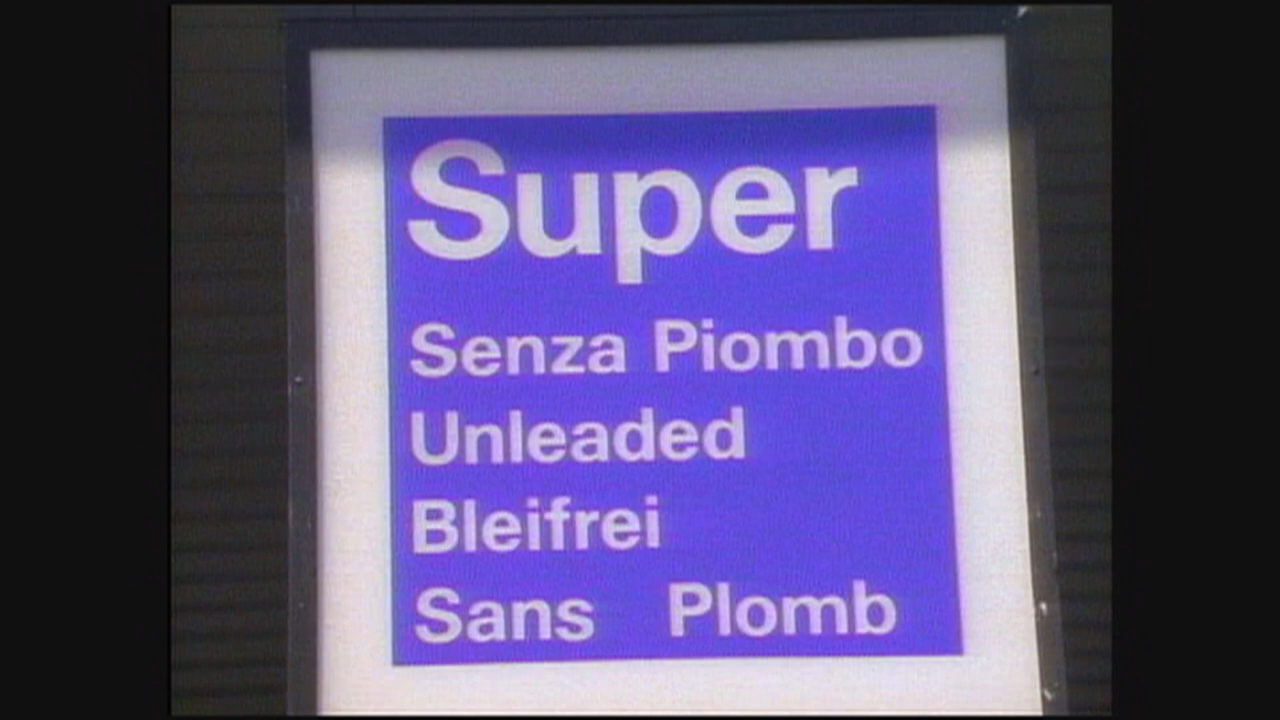 Super
Senza Piombo
Unleaded
Bleifrei
Sans Plomb